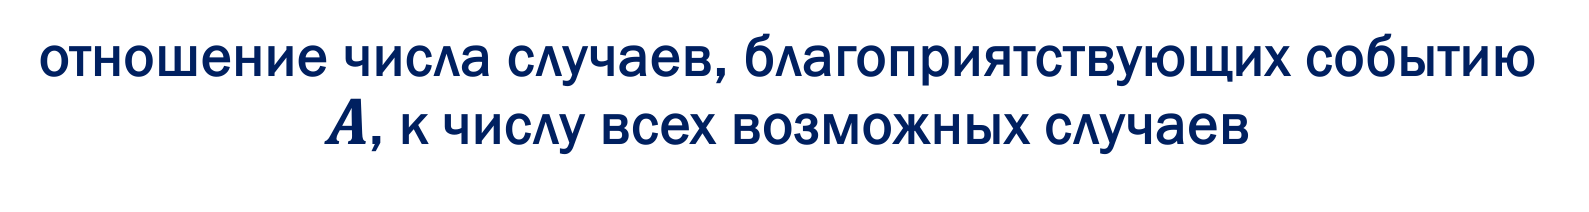 отношение числа случаев, благоприятствующих событию
A, к числу всех возможных случаев